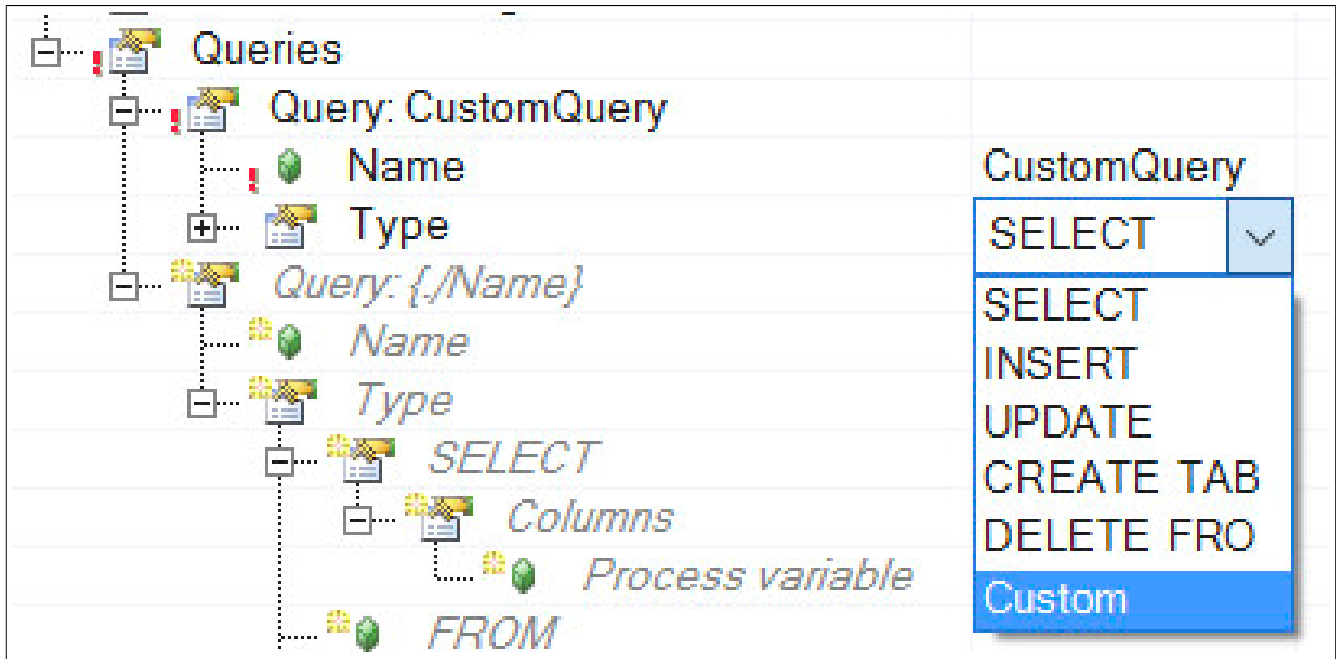 Queries
Query: CustomQuery
Name CustomQuery
Type SELECT
Query: {./Name} SELECT
Name INSERT
Type UPDATE
SELECT CREATE TAB
Columns DELETE FRO
Process variable Custom
FROM